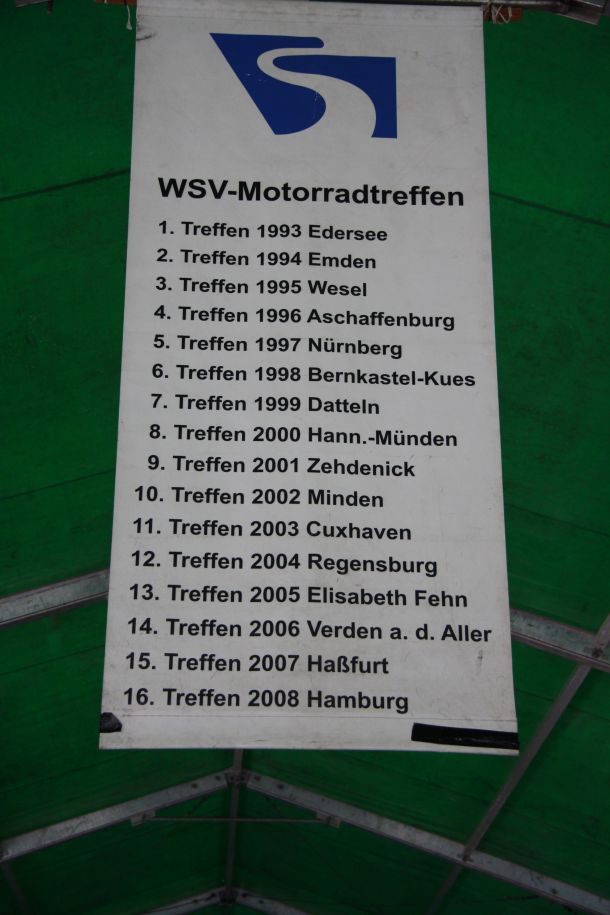 WSV-Motorradtreffen
1. Treffen 1993 Edersee
2. Treffen 1994 Emden
3. Treffen 1995 Wesel
4. Treffen 1996 Aschaffenburg
5. Treffen 1997 Nürnberg
6. Treffen 1998 Bernkastel-Kues
7. Treffen 1999 Datteln
8. Treffen 2000 Hann.-Münden
9. Treffen 2001 Zehdenick
10. Treffen 2002 Minden
11. Treffen 2003 Cuxhaven
12. Treffen 2004 Regensburg
13. Treffen 2005 Elisabeth Fehn
14. Treffen 2006 Verden a. d. Aller
15. Treffen 2007 Haßfurt
16. Treffen 2008 Hamburg